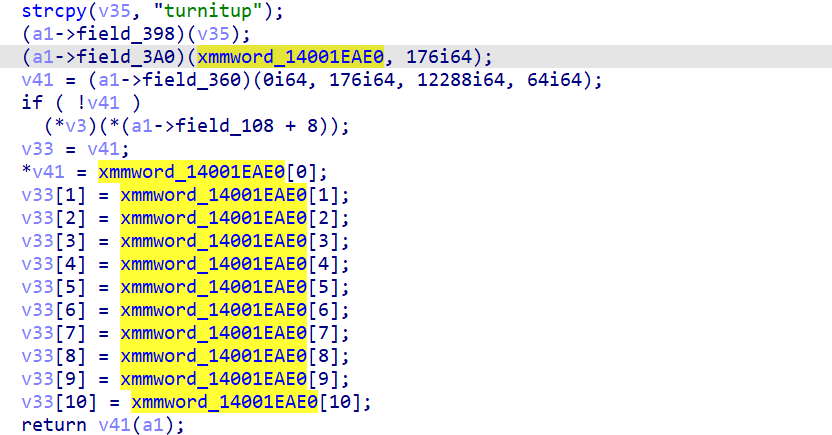 strcpy(v35, "turnitup");
(a1->field_398)(v35);
(a1->field_3A0)(xmmword_14001EAE0, 176i64);
v41 = (a1->field_360)(0i64, 176i64, 12288i64, 64i64);
if ( !v41 )
(*v3)(*(a1->field_108 + 8));
v33 = v41;
*v41 = xmmword_14001EAE0[0];
v33[1] = xmmword_14001EAE0[1];
v33[2] = xmmword_14001EAE0[2];
v33[3] = xmmword_14001EAE0[3];
v33[4] = xmmword_14001EAE0[4];
v33[5] = xmmword_14001EAE0[5];
v33[6] = xmmword_14001EAE0[6];
v33[7] = xmmword_14001EAE0[7];
v33[8] = xmmword_14001EAE0[8];
v33[9] = xmmword_14001EAE0[9];
v33[10] = xmmword_14001EAE0[10];
return v41(a1);